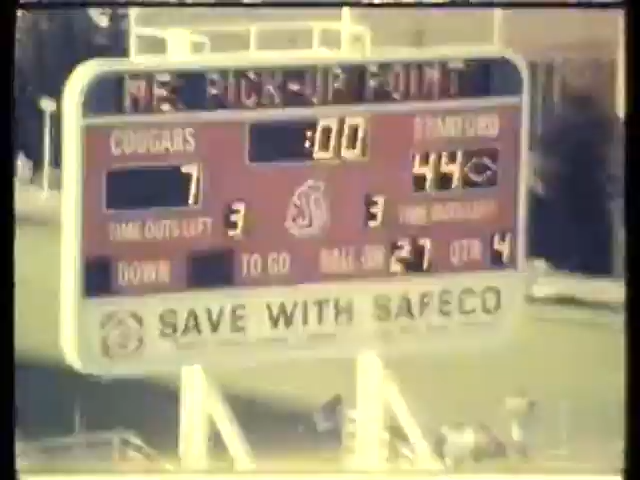 ME PICK-UP POINT
COUGARS :00 STANFORD
7 44
TIME OUTS LEFT 3 3 TIME OUTS LEFT
DOWN TO GO BALL ON 27 QTR 4
SAVE WITH SAFECO